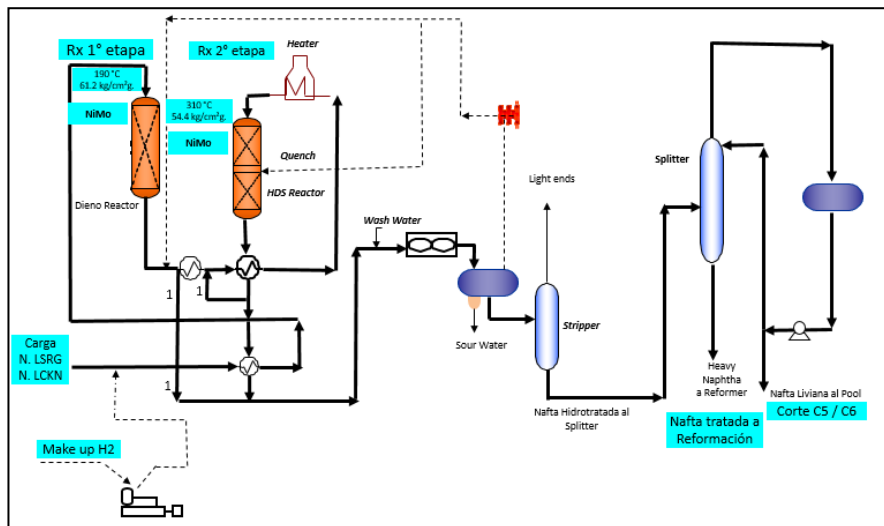 Rx 1° etapa
190 °C
61.2 kg/cm²g.
NiMo
Dieno Reactor
Rx 2° etapa
310 °C
54.4 kg/cm²g.
NiMo
Heater
Quench
HDS Reactor
1
1
1
Carga
N. LSRG
N. LCKN
Make up H2
Wash Water
Sour Water
Light ends
Stripper
Nafta Hidrotratada al
Splitter
Splitter
Heavy
Naphtha
a Reformer
Nafta tratada a
Reformación
Nafta Liviana al Pool
Corte C5 / C6